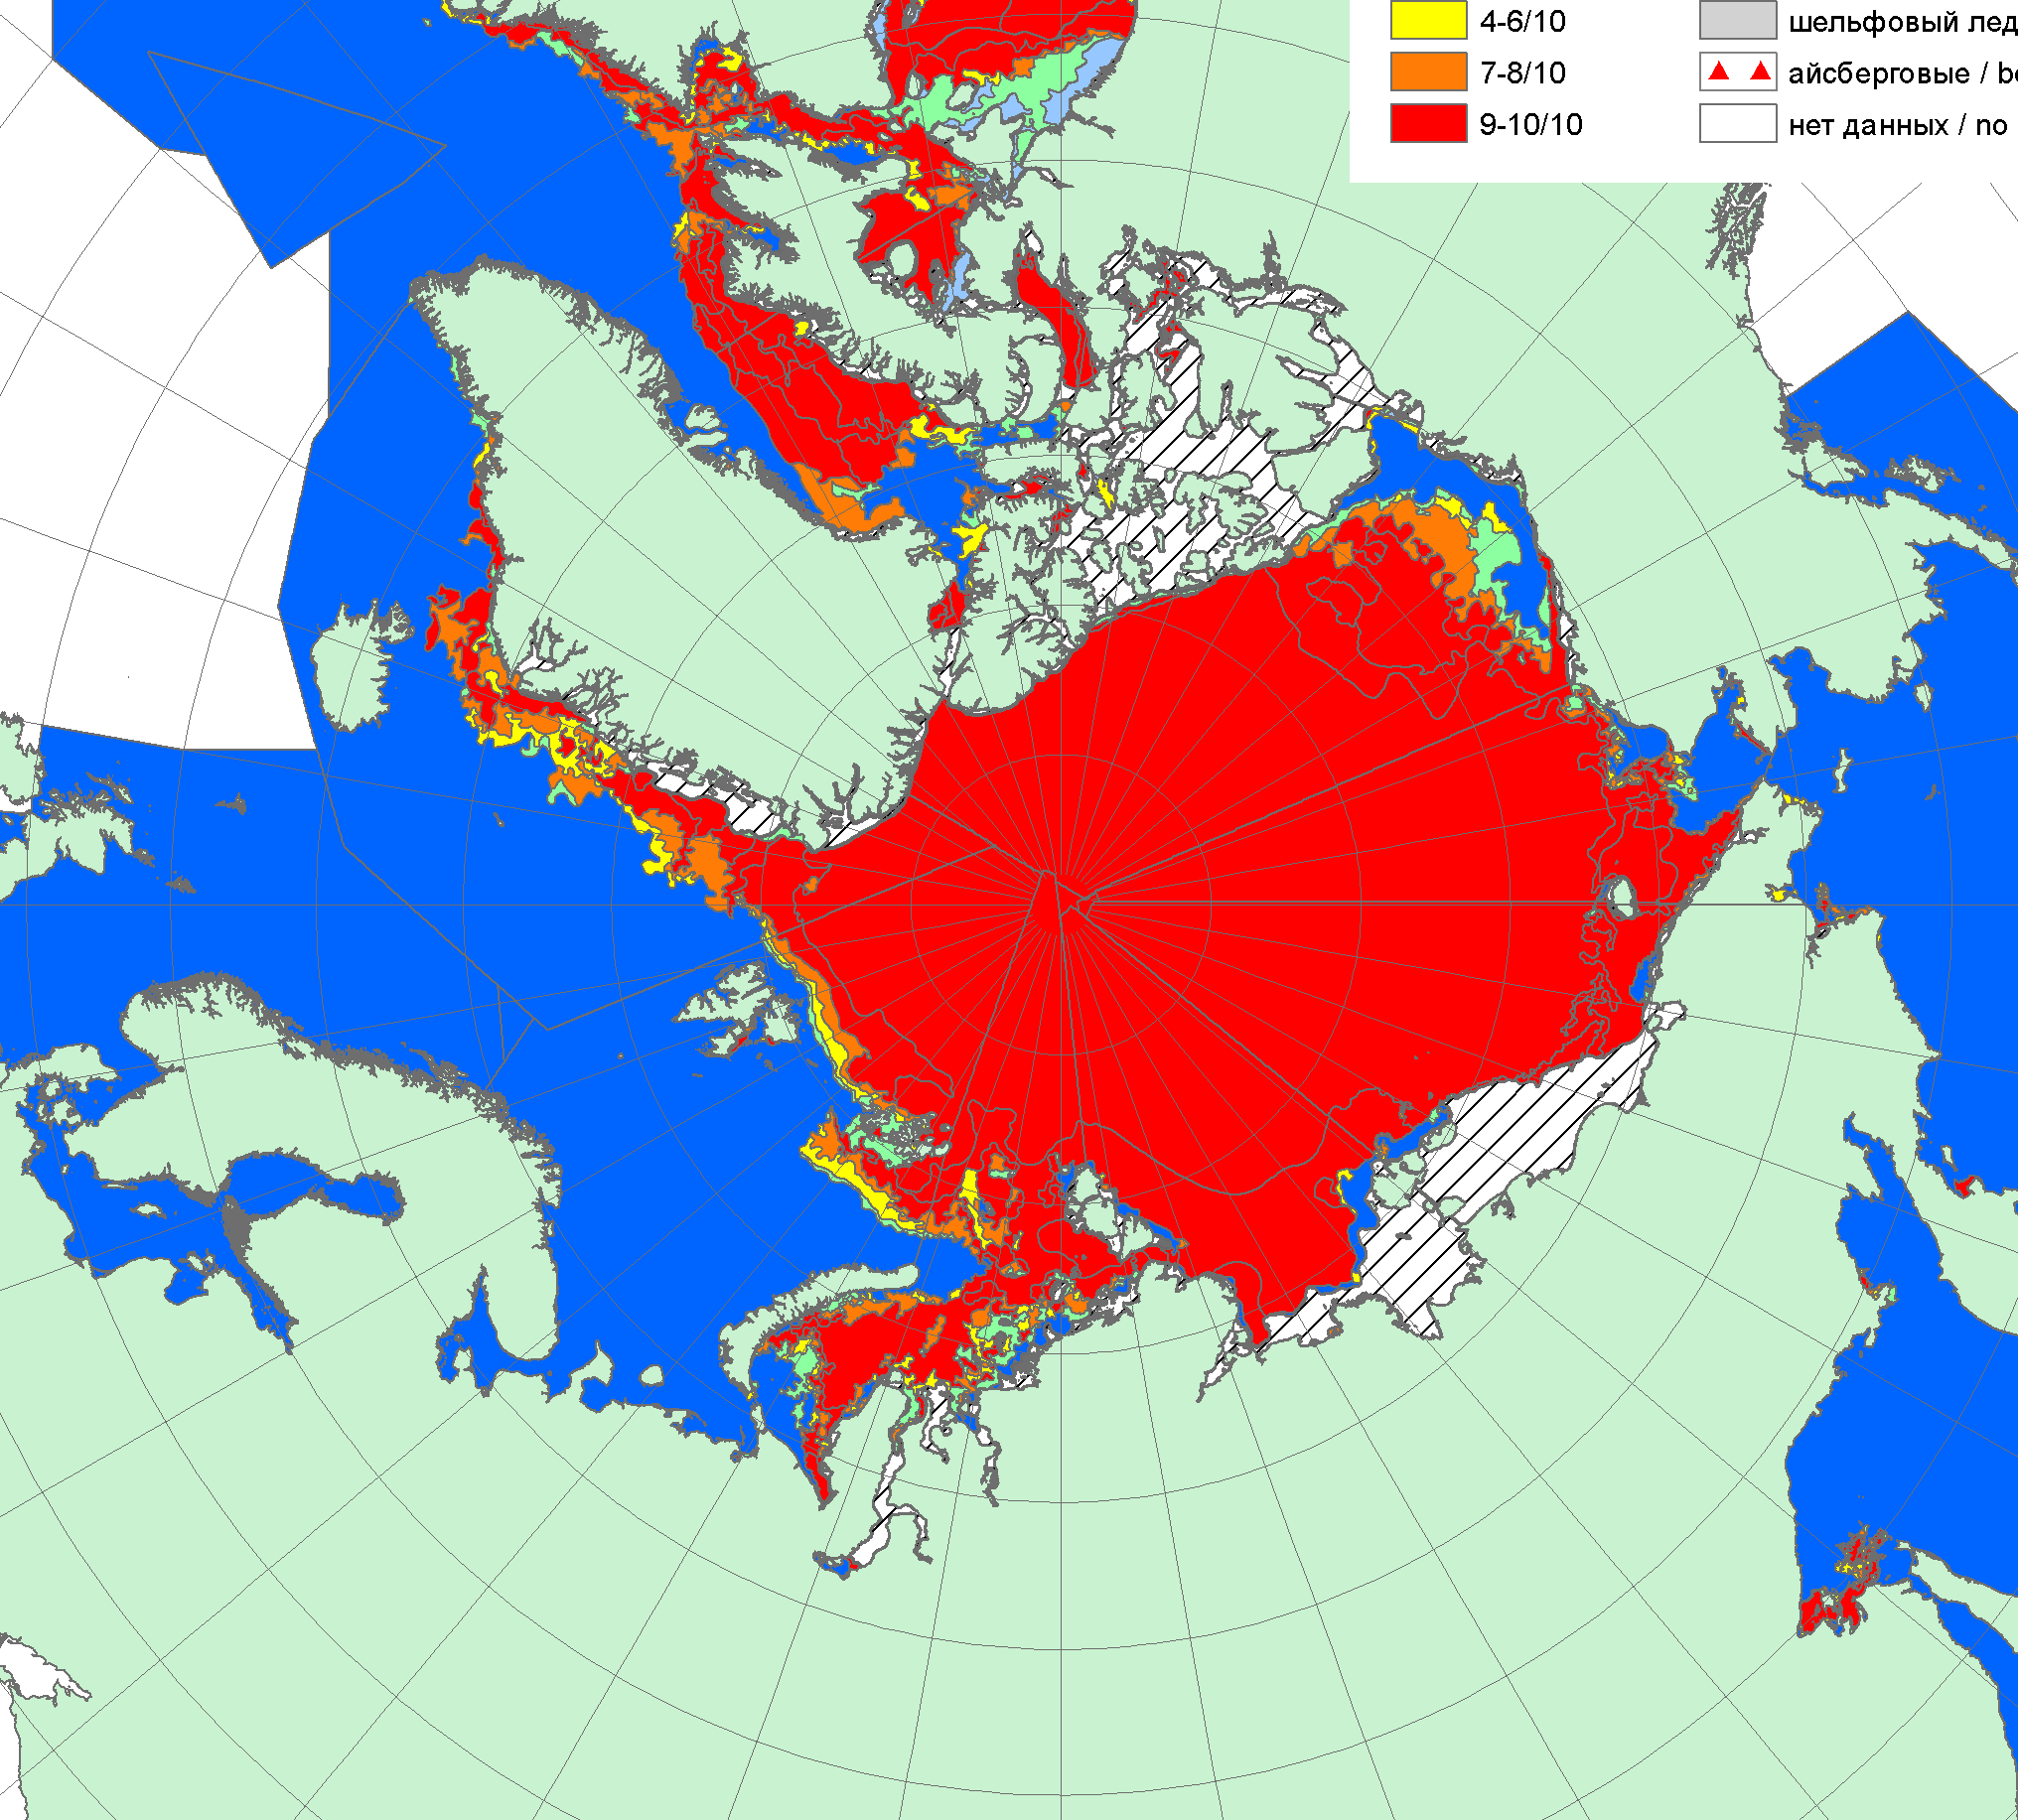 4-6/10
шельфовый лед
7-8/10
айсберговые /
9-10/10
нет данных / no